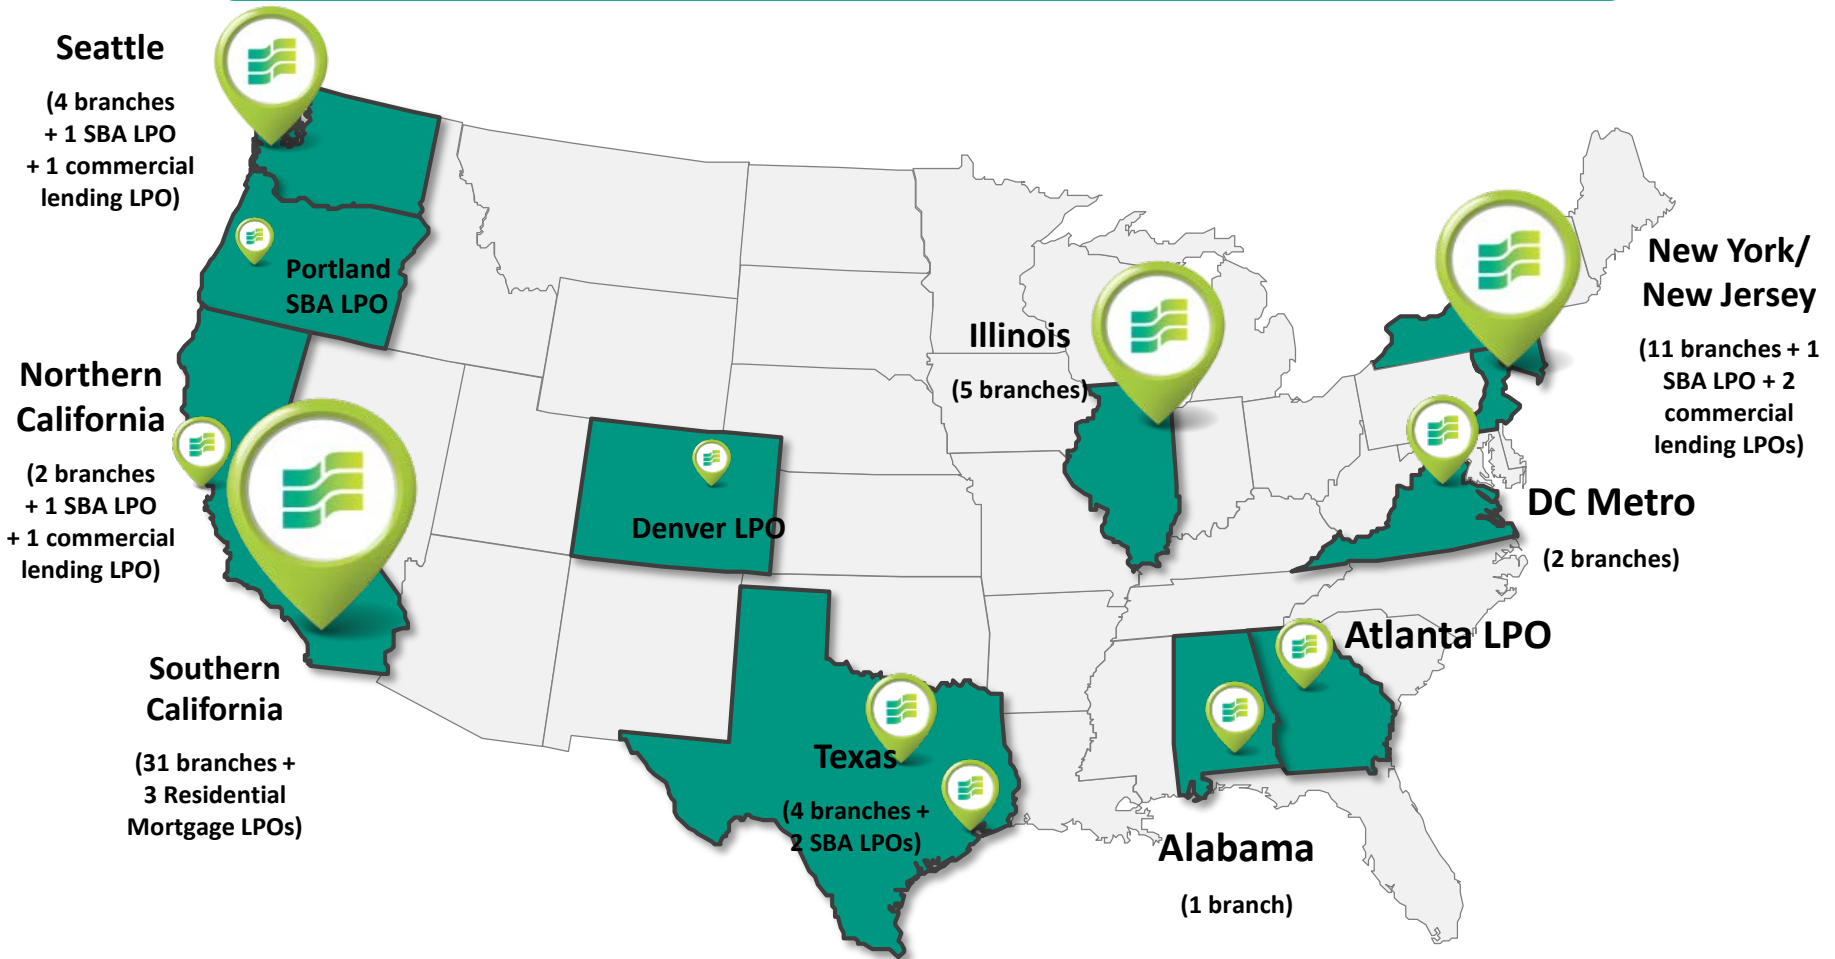 Seattle
(4 branches
+ 1 SBA LPO
+ 1 commercial
lending LPO)
Portland
SBA LPO
Northern
California
(2 branches
+ 1 SBA LPO
+ 1 commercial
lending LPO)
Southern
California
(31 branches +
3 Residential
Mortgage LPOs)
Denver LPO
Texas
(4 branches +
2 SBA LPOs)
Illinois
(5 branches)
New York/
New Jersey
(11 branches + 1
SBA LPO + 2
commercial
lending LPOs)
DC Metro
(2 branches)
Atlanta LPO
Alabama
(1 branch)